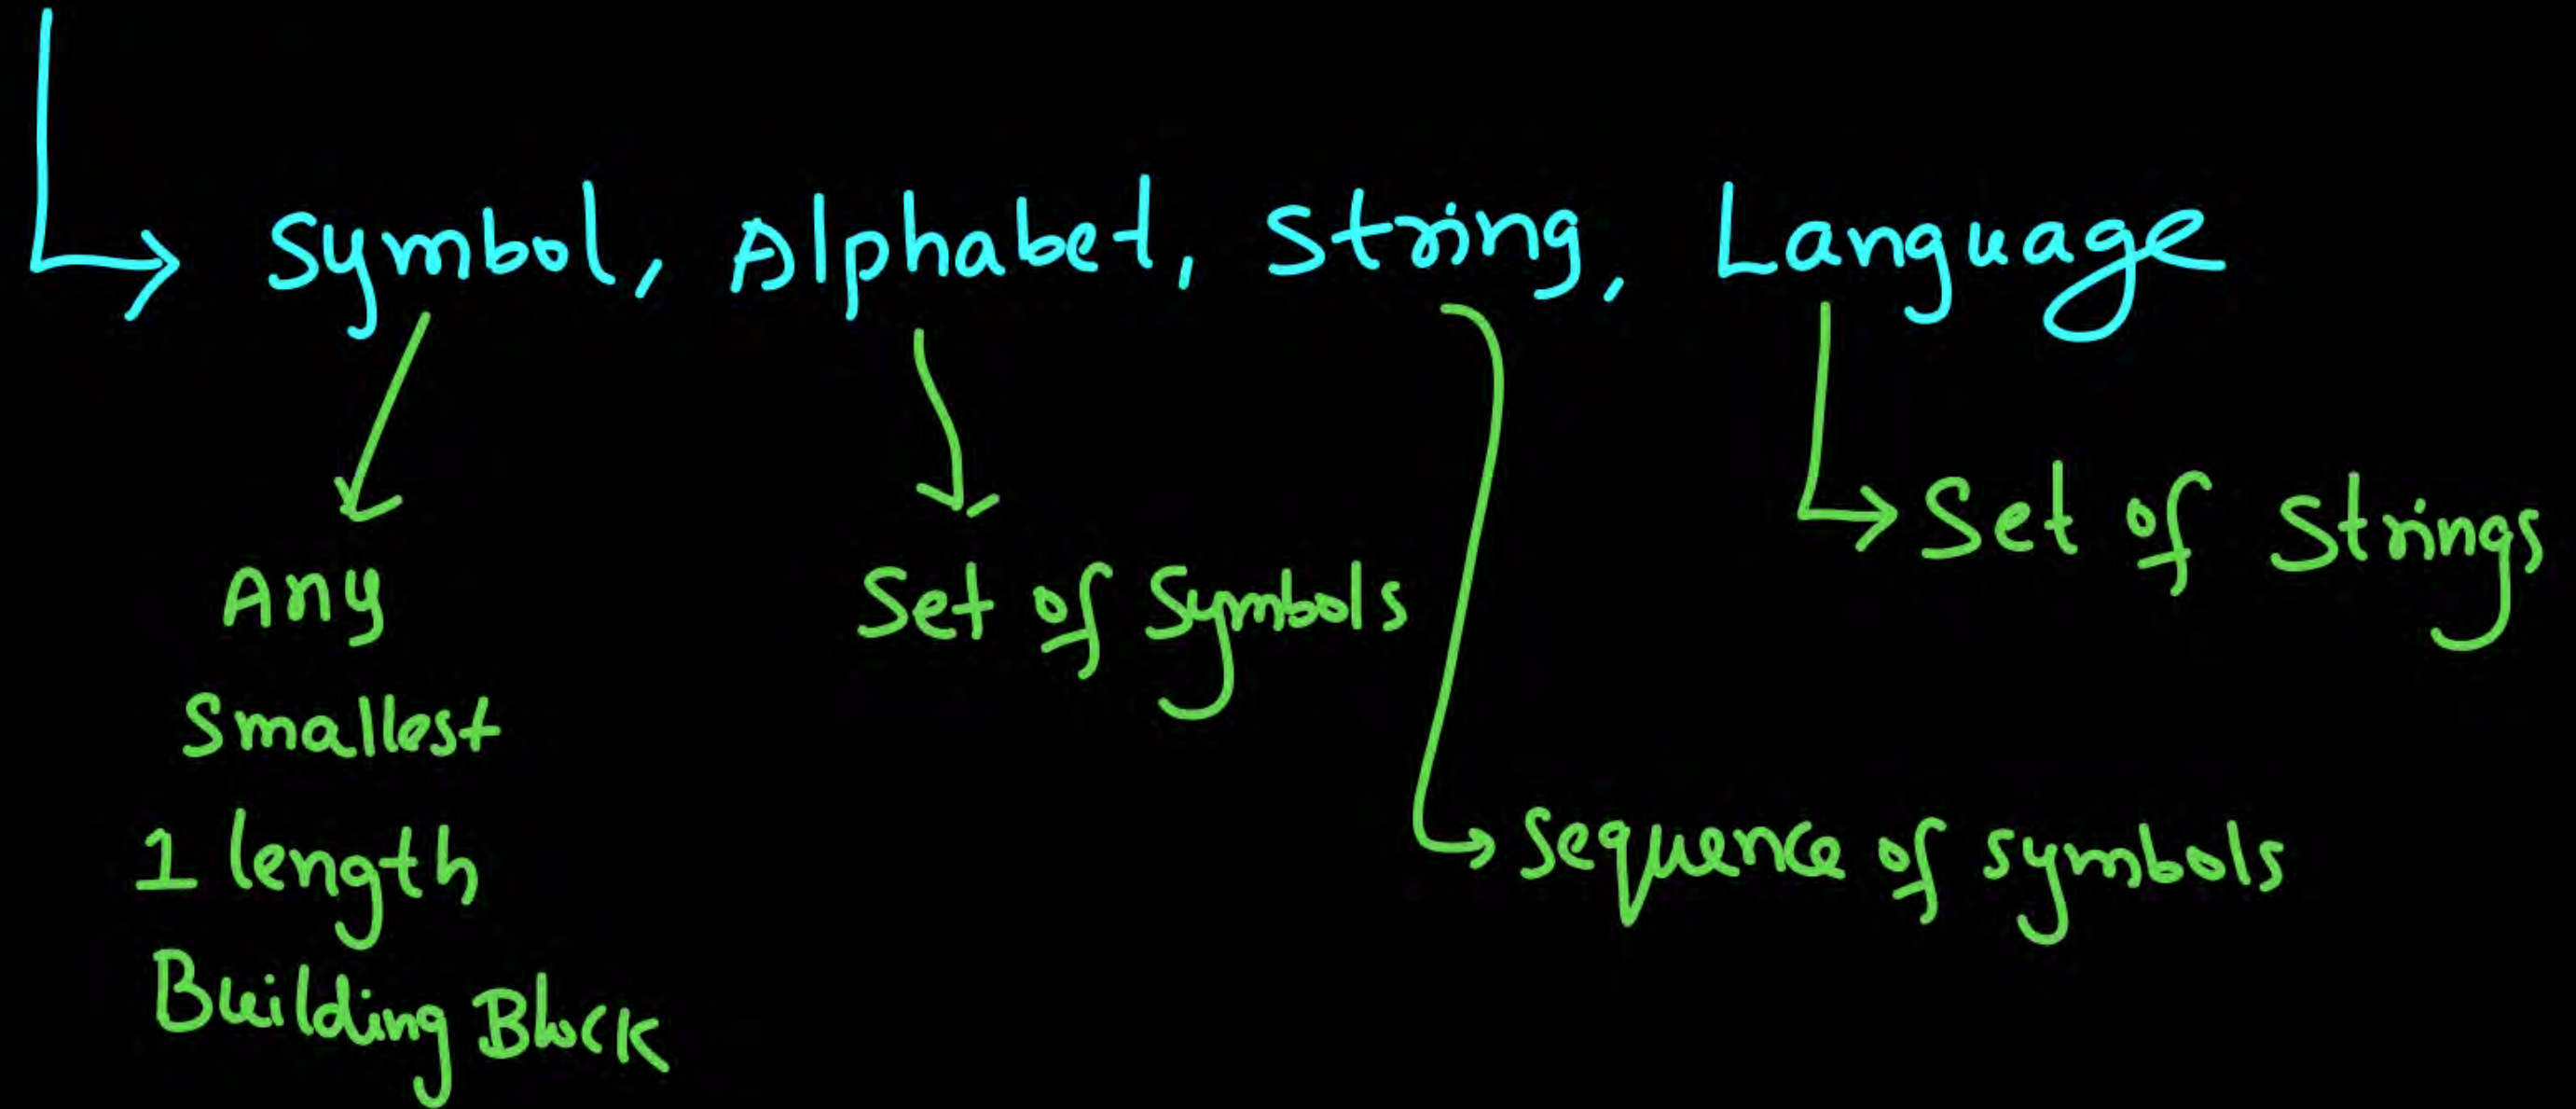 Symbol, Alphabet, String, Language
Any
Smallest
1 length
Building Block
Set of Symbols
Sequence of symbols
Set of Strings